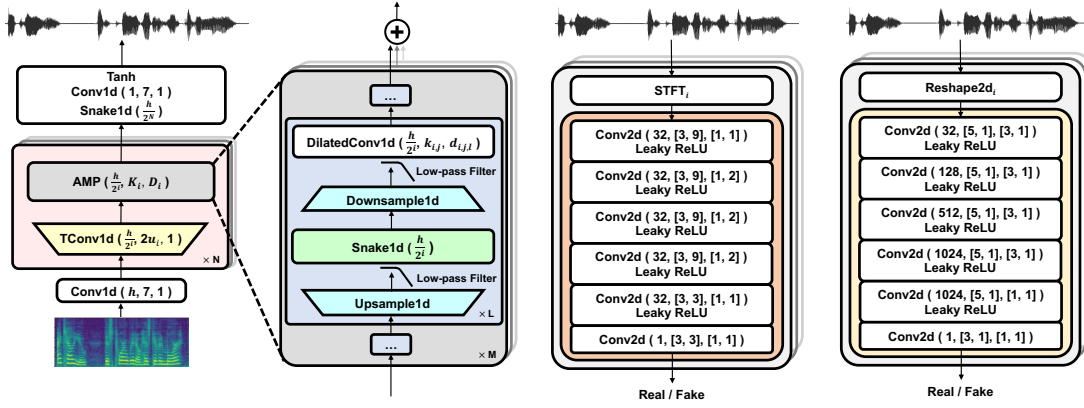 Tanh
Conv1d ( 1, 7, 1 )
Snake1d ( h/2^N )
AMP ( h/2^i, K_i, D_i )
TConv1d ( h/2^i, 2u_i, 1 )
× N
Conv1d ( h, 7, 1 )
+
...
DilatedConv1d ( h/2^i, k_{i,j}, d_{i,j,l} )
Low-pass Filter
Downsample1d
Snake1d ( h/2^i )
Low-pass Filter
Upsample1d
× L
...
× M
STFT_i
Conv2d ( 32, [3, 9], [1, 1] )
Leaky ReLU
Conv2d ( 32, [3, 9], [1, 2] )
Leaky ReLU
Conv2d ( 32, [3, 9], [1, 2] )
Leaky ReLU
Conv2d ( 32, [3, 9], [1, 2] )
Leaky ReLU
Conv2d ( 32, [3, 3], [1, 1] )
Leaky ReLU
Conv2d ( 1, [3, 3], [1, 1] )
Real / Fake
Reshape2d_i
Conv2d ( 32, [5, 1], [3, 1] )
Leaky ReLU
Conv2d ( 128, [5, 1], [3, 1] )
Leaky ReLU
Conv2d ( 512, [5, 1], [3, 1] )
Leaky ReLU
Conv2d ( 1024, [5, 1], [3, 1] )
Leaky ReLU
Conv2d ( 1024, [5, 1], [1, 1] )
Leaky ReLU
Conv2d ( 1, [3, 1], [1, 1] )
Real / Fake